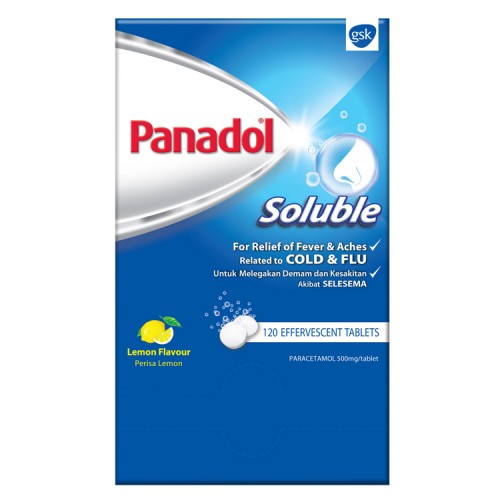 gsk
Panadol®
Soluble
For Relief of Fever & Aches
Related to COLD & FLU
Untuk Melegakan Demam dan Kesakitan
Akibat SELESEMA
120 EFFERVESCENT TABLETS
Lemon Flavour
Perisa Lemon
PARACETAMOL 500mg/tablet